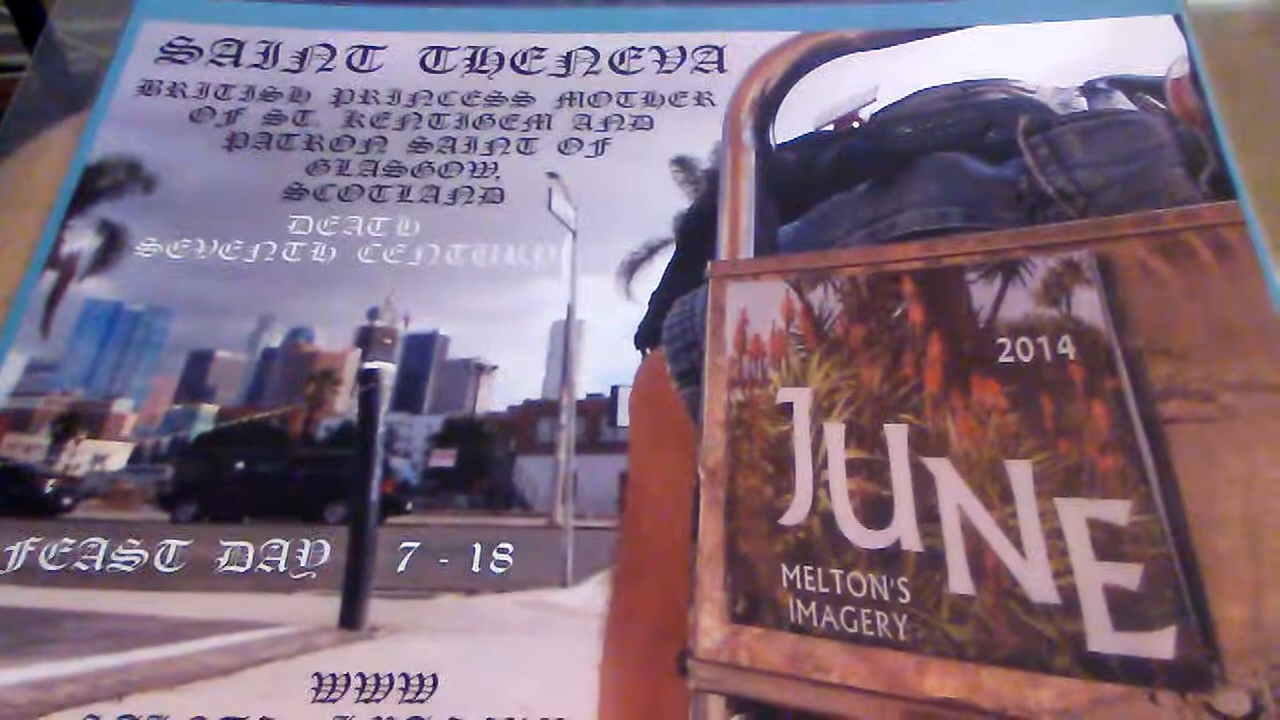 SAINT THENEVA
BRITISH PRINCESS MOTHER
OF ST. KENTIGEM AND
PATRON SAINT OF
GLASGOW,
SCOTLAND
DEATH
SEVENTH CENTURY
FEAST DAY 7 - 18
WWW
2014
JUNE
MELTON'S
IMAGERY